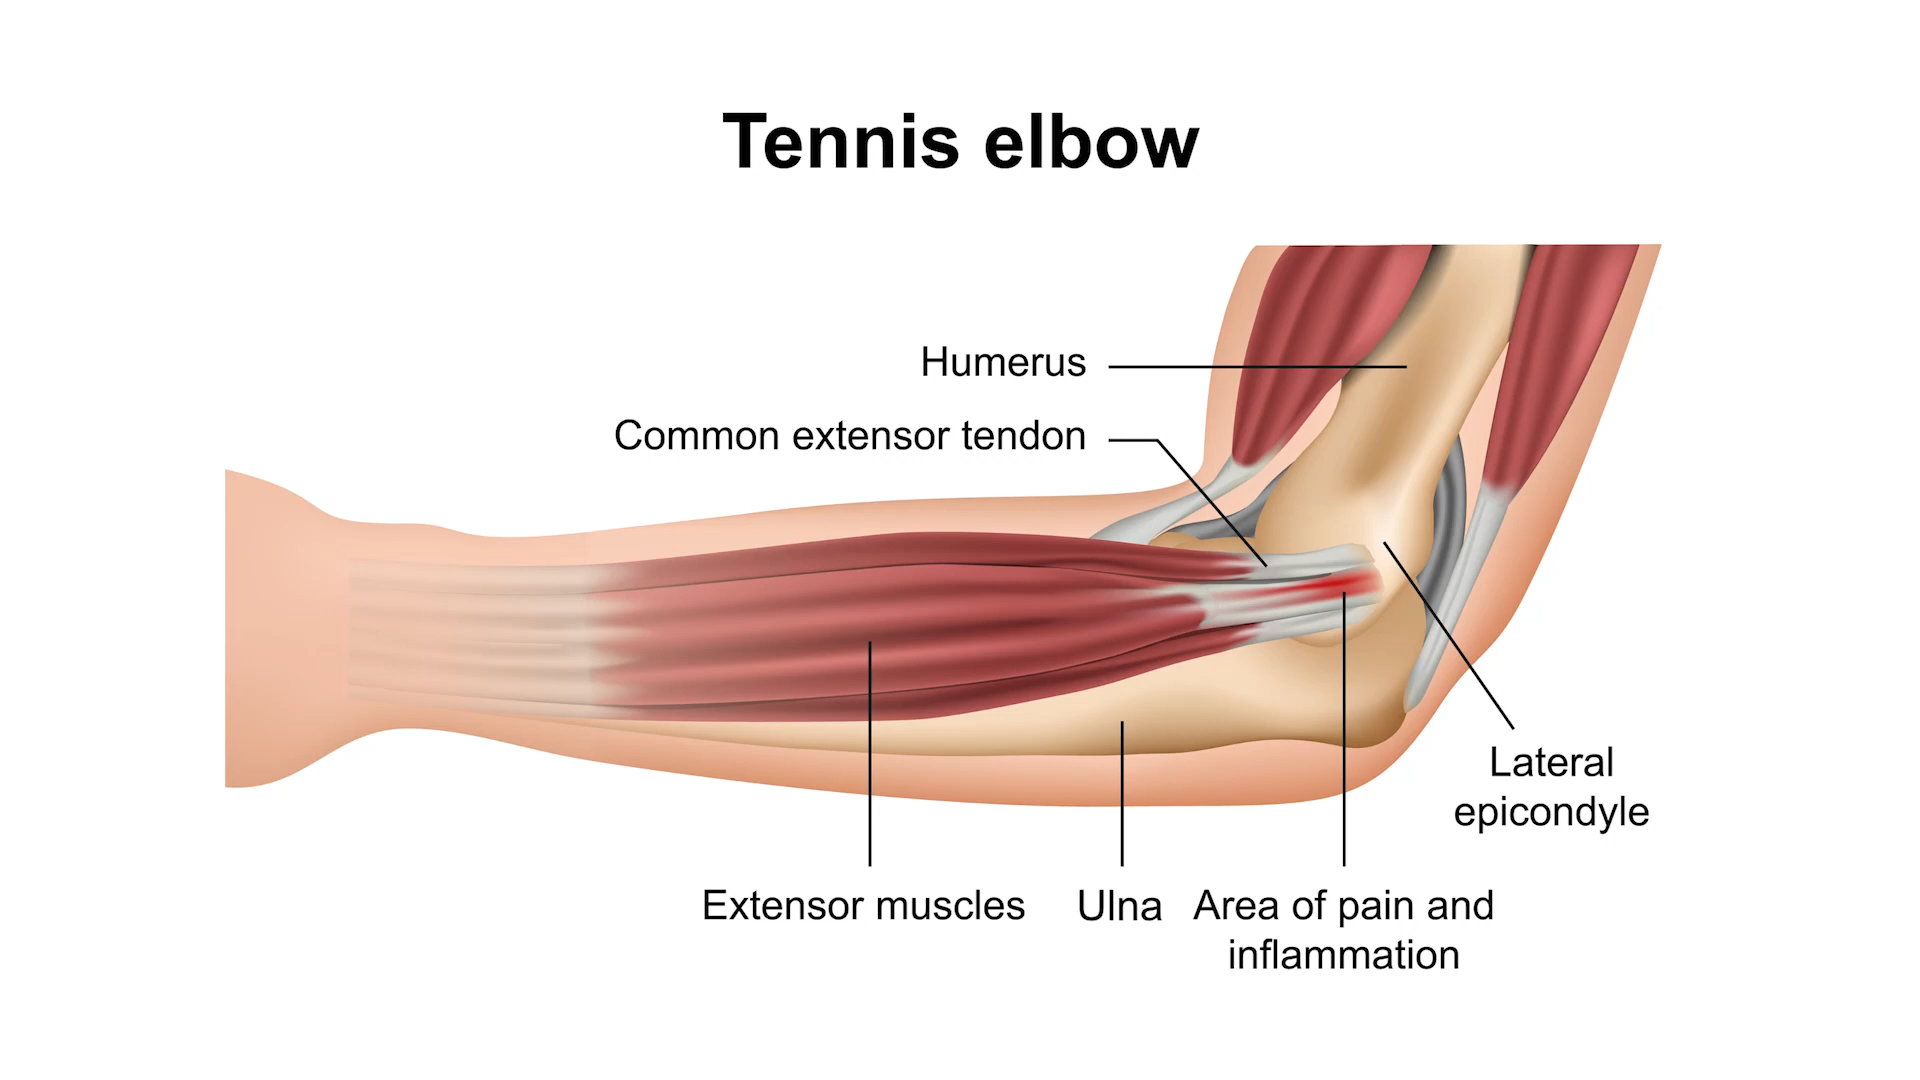 Tennis elbow
Humerus
Common extensor tendon
Lateral
epicondyle
Extensor muscles
Ulna
Area of pain and
inflammation